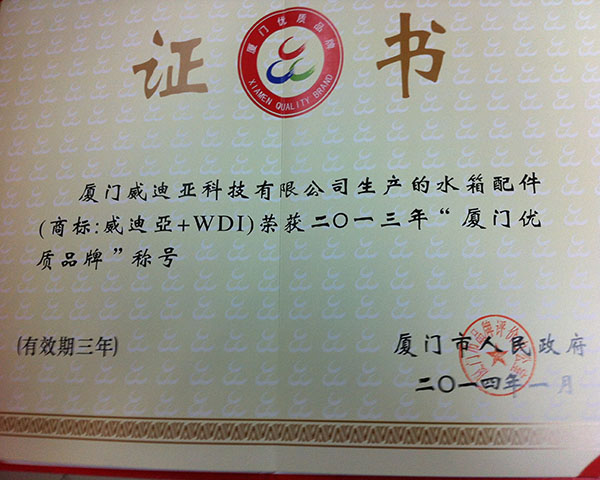 证书
厦门优质品牌
XIAMEN QUALITY BRAND
厦门威迪亚科技有限公司生产的水箱配件
(商标:威迪亞+WDI)荣获二〇一三年“厦门优
质品牌”称号
(有效期三年)
厦门市人民政府
二〇一四年一月